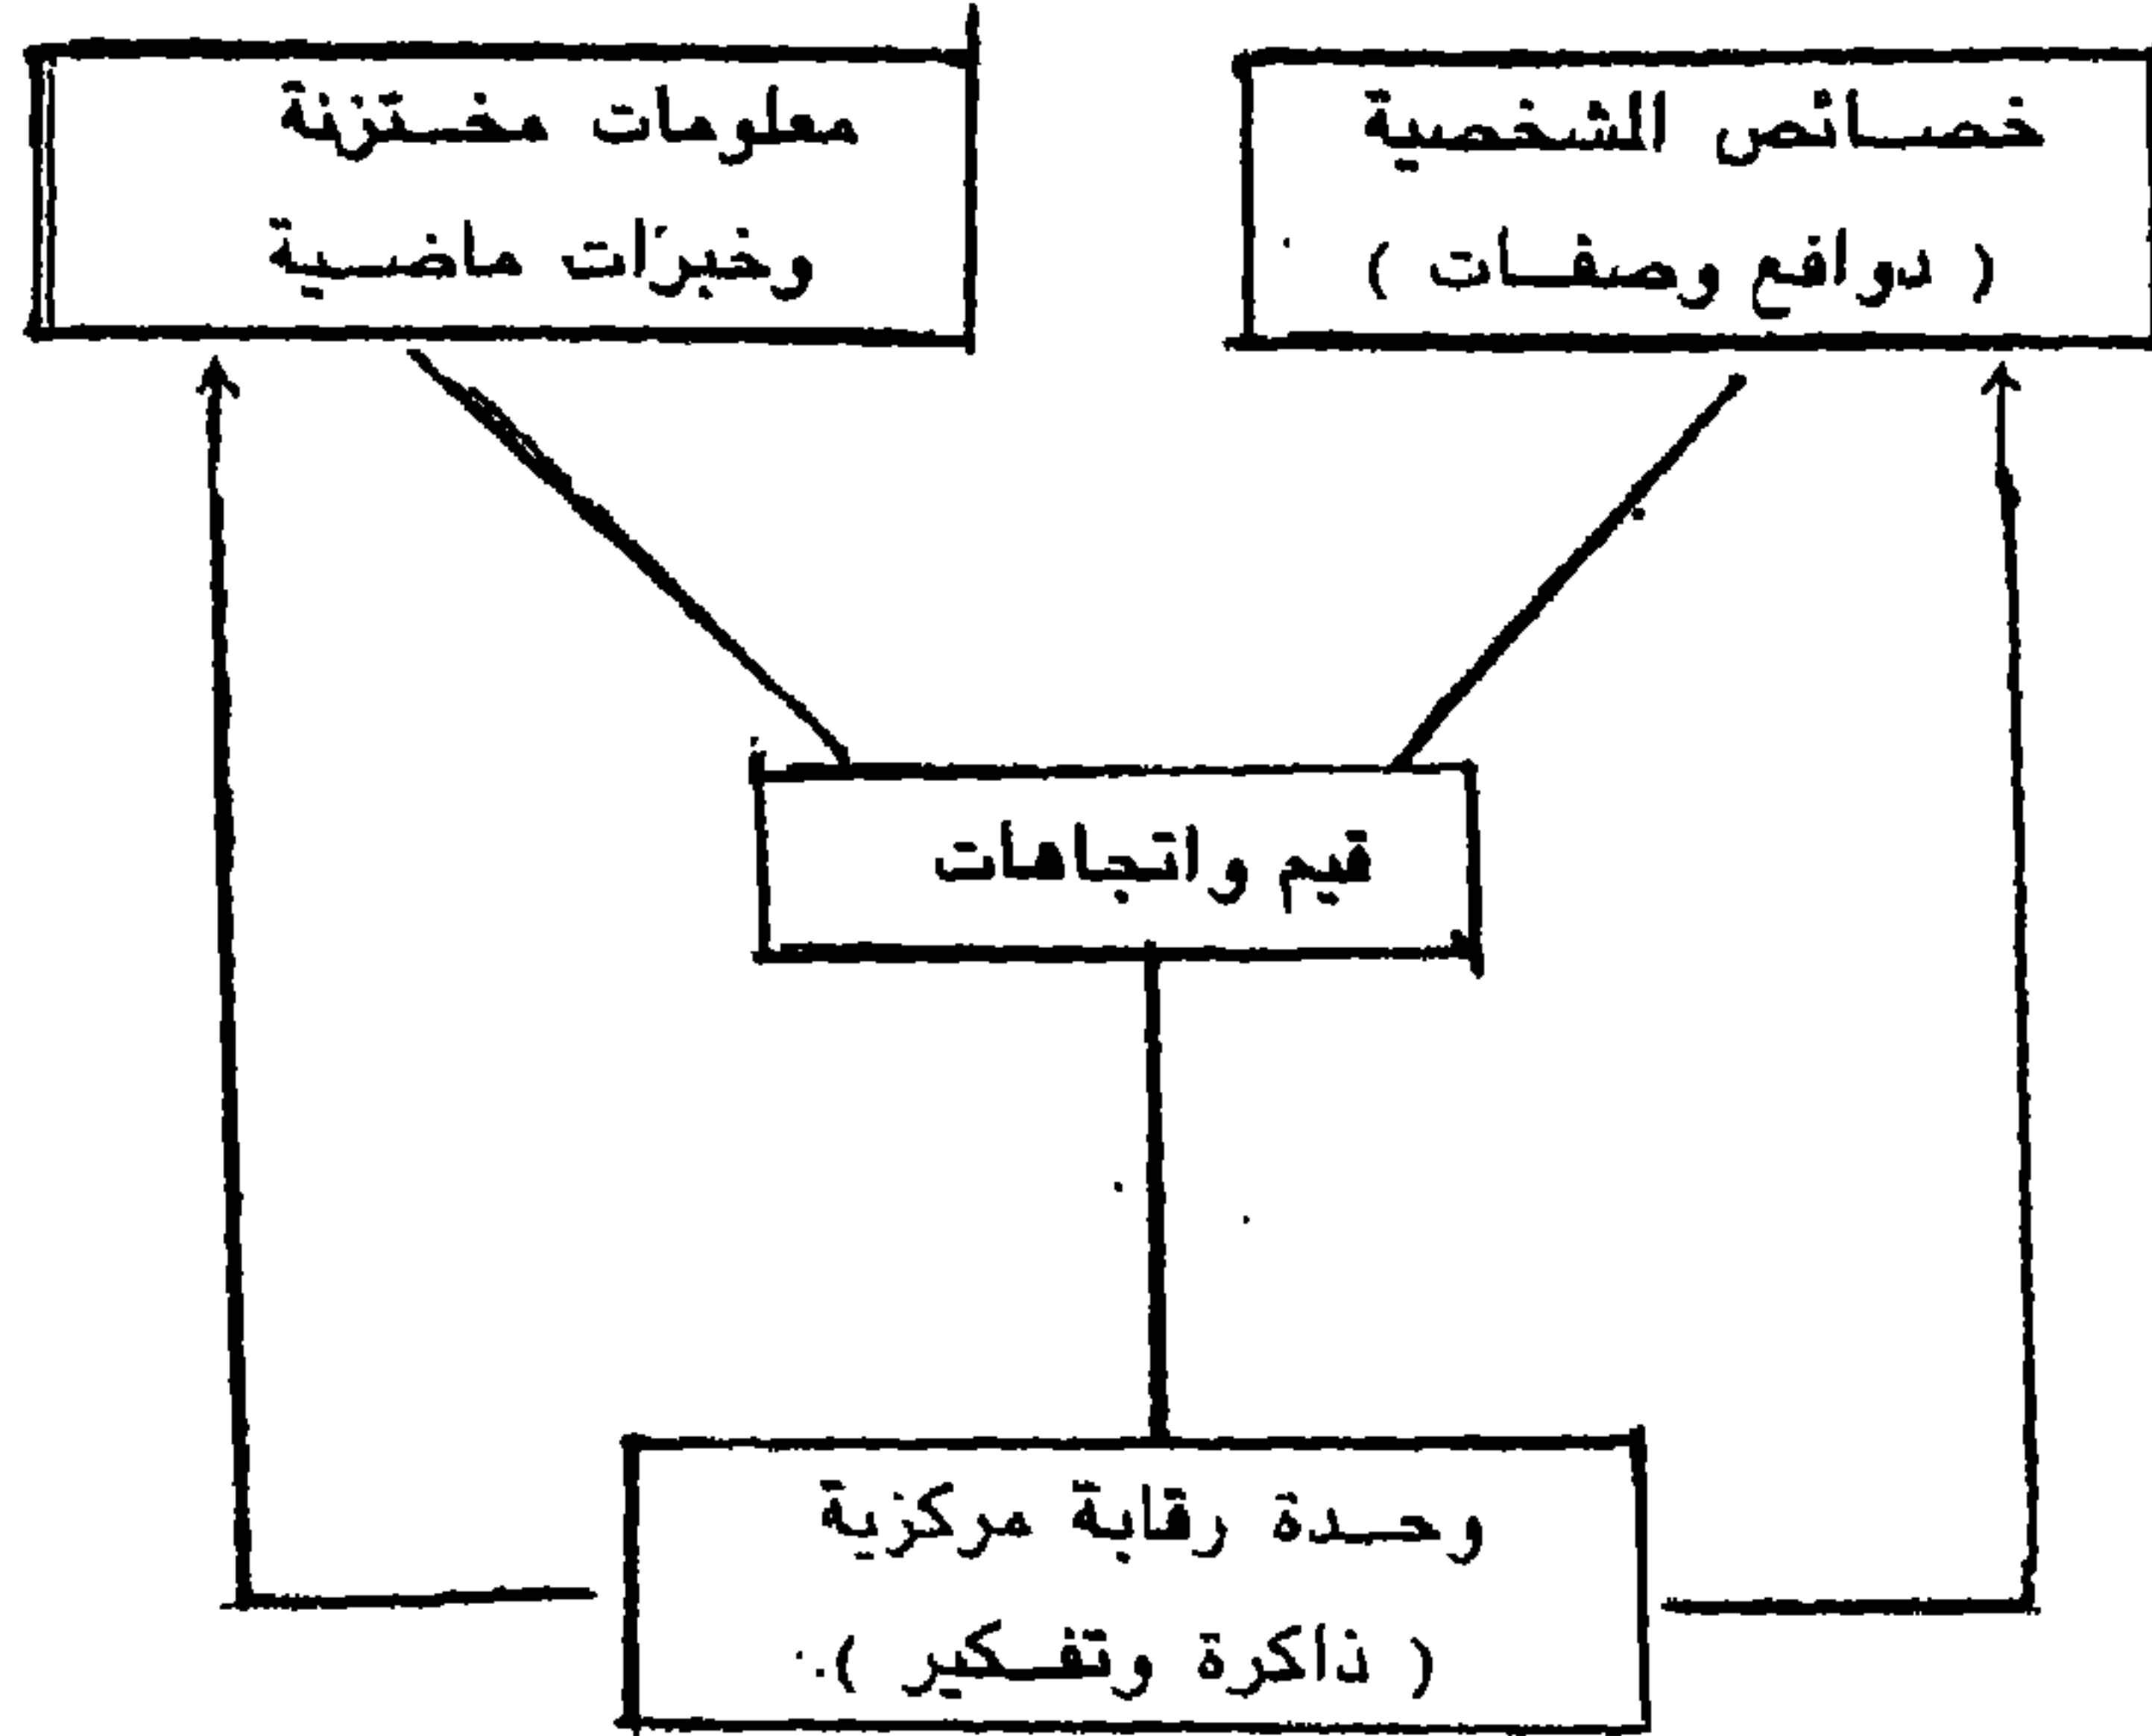 خصائص الشخصية
( دوافع وصفات )
معلومات مختزنة
وخبرات ماضية
قيم واتجاهات
وحدة رقابة مركزية
( ذاكرة وتفكير ).